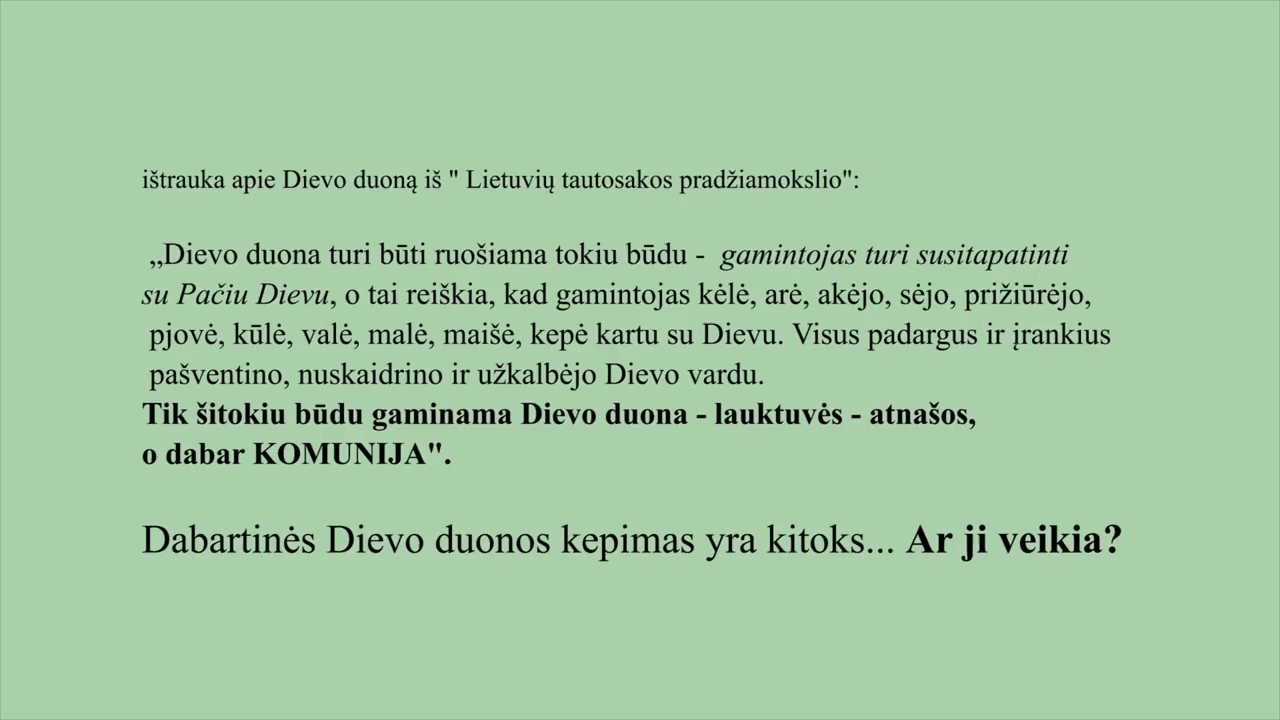 ištrauka apie Dievo duoną iš " Lietuvių tautosakos pradžiamokslio":
„Dievo duona turi būti ruošiama tokiu būdu - gamintojas turi susitapatinti
su Pačiu Dievu, o tai reiškia, kad gamintojas kėlė, arė, akėjo, sėjo, prižiūrėjo,
pjovė, kūlė, valė, malė, maišė, kepė kartu su Dievu. Visus padargus ir įrankius
pašventino, nuskaidrino ir užkalbėjo Dievo vardu.
Tik šitokiu būdu gaminama Dievo duona - lauktuvės - atnašos,
o dabar KOMUNIJA".
Dabartinės Dievo duonos kepimas yra kitoks... Ar ji veikia?